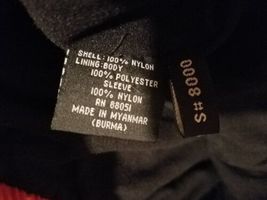 SHELL: 100% NYLON
LINING: BODY
100% POLYESTER
SLEEVE
100% NYLON
RN 88051
MADE IN MYANMAR
(BURMA)
S# 8000